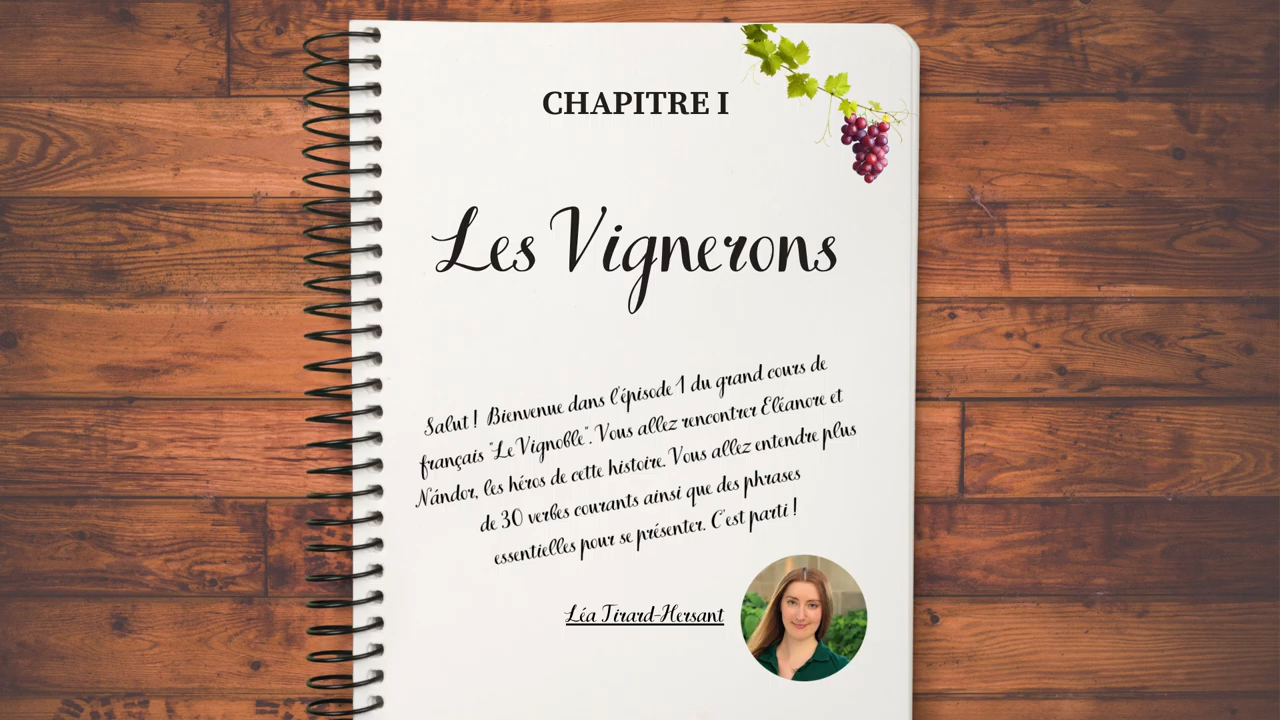 CHAPITRE I
Les Vignerons
Salut ! Bienvenue dans l'épisode 1 du grand cours de
français "Le Vignoble". Vous allez rencontrer Eléanore et
Nándor, les héros de cette histoire. Vous allez entendre plus
de 30 verbes courants ainsi que des phrases
essentielles pour se présenter. C'est parti !
Léa Tirard-Hersant